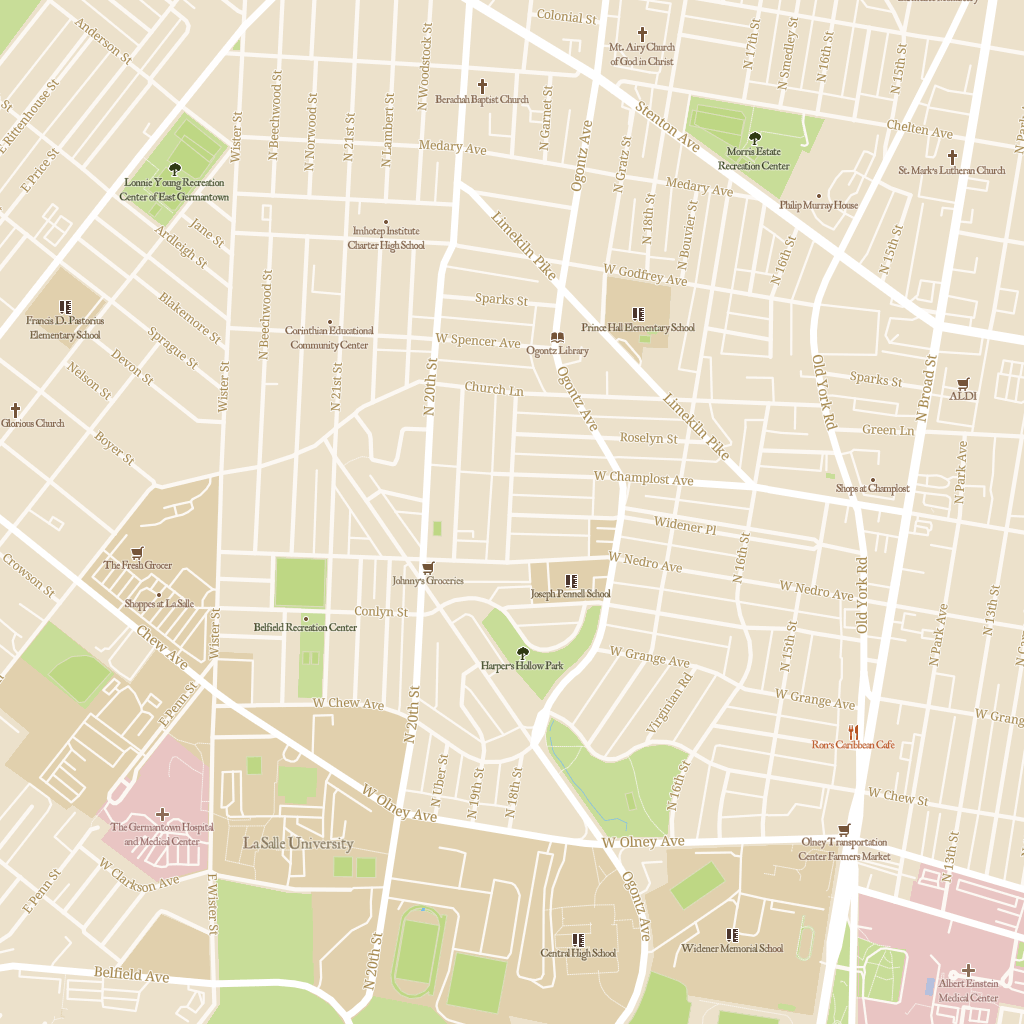 Colonial St
Anderson St
Mt. Airy Church
of God in Christ
N 17th St
N Smedley St
N 16th St
N 15th St
N Woodstock St
Berachah Baptist Church
E Rittenhouse St
N Beechwood St
N Norwood St
N 21st St
N Lambert St
Wister St
N Garnet St
Stenton Ave
Chelten Ave
Medary Ave
Ogontz Ave
N Gratz St
Morris Estate
Recreation Center
St. Mark's Lutheran Church
E Price St
Lonnie Young Recreation
Center of East Germantown
Medary Ave
Philip Murray House
N 18th St
N Bouvier St
Jane St
Ardleigh St
Imhotep Institute
Charter High School
Limekiln Pike
N 16th St
N 15th St
W Godfrey Ave
Blakemore St
Sparks St
Francis D. Pastorius
Elementary School
N Beechwood St
Corinthian Educational
Community Center
Prince Hall Elementary School
W Spencer Ave
Ogontz Library
Sprague St
Devon St
Nelson St
Wister St
N 21st St
N 20th St
Church Ln
Ogontz Ave
Limekiln Pike
Old York Rd
Sparks St
N Broad St
ALDI
Glorious Church
Green Ln
Roselyn St
Boyer St
W Champlost Ave
Shops at Champlost
N Park Ave
Widener Pl
The Fresh Grocer
Crowson St
Johnny's Groceries
W Nedro Ave
N 16th St
Joseph Pennell School
W Nedro Ave
Old York Rd
N 13th St
Shoppes at LaSalle
Conlyn St
Belfield Recreation Center
Chew Ave
Wister St
N Park Ave
N 15th St
Harper's Hollow Park
W Grange Ave
E Penn St
W Chew Ave
N 20th St
Virginian Rd
W Grange Ave
W Grang
Ron's Caribbean Cafe
N Uber St
N 19th St
N 18th St
N 16th St
W Chew St
W Olney Ave
The Germantown Hospital
and Medical Center
LaSalle University
W Olney Ave
Olney Transportation
Center Farmers Market
N 13th St
W Clarkson Ave
E Penn St
E Wister St
Ogontz Ave
N 20th St
Central High School
Widener Memorial School
Belfield Ave
Albert Einstein
Medical Center